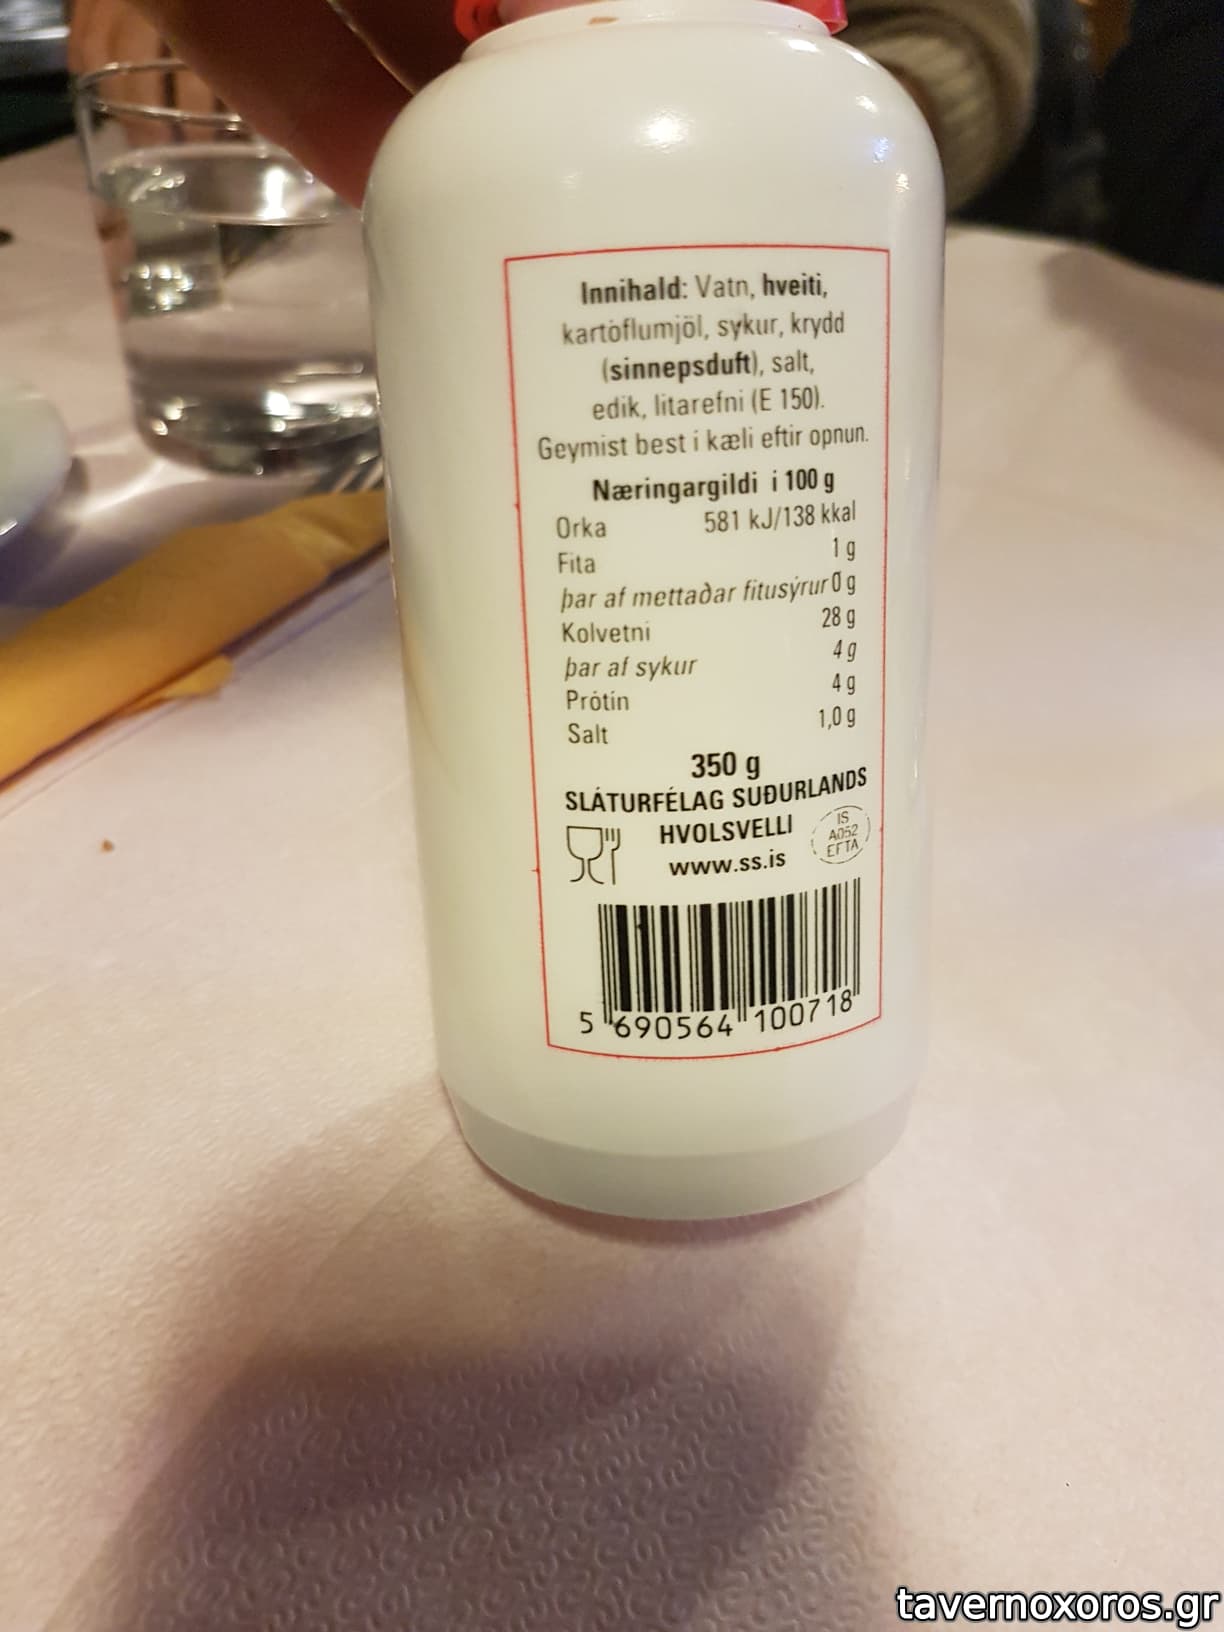 Innihald: Vatn, hveiti,
kartöflumjöl, sykur, krydd
(sinnepsduft), salt,
edik, litarefni (E 150).
Geymist best í kæli eftir opnun.
Næringargildi í 100 g
Orka 581 kJ/138 kkal
Fita 1 g
þar af mettaðar fitusýrur 0 g
Kolvetni 28 g
þar af sykur 4 g
Prótín 4 g
Salt 1,0 g
350 g
SLÁTURFÉLAG SUÐURLANDS
HVOLSVELLI
www.ss.is
IS
A052
EFTA
5 690564 100718
tavernoxoros.gr